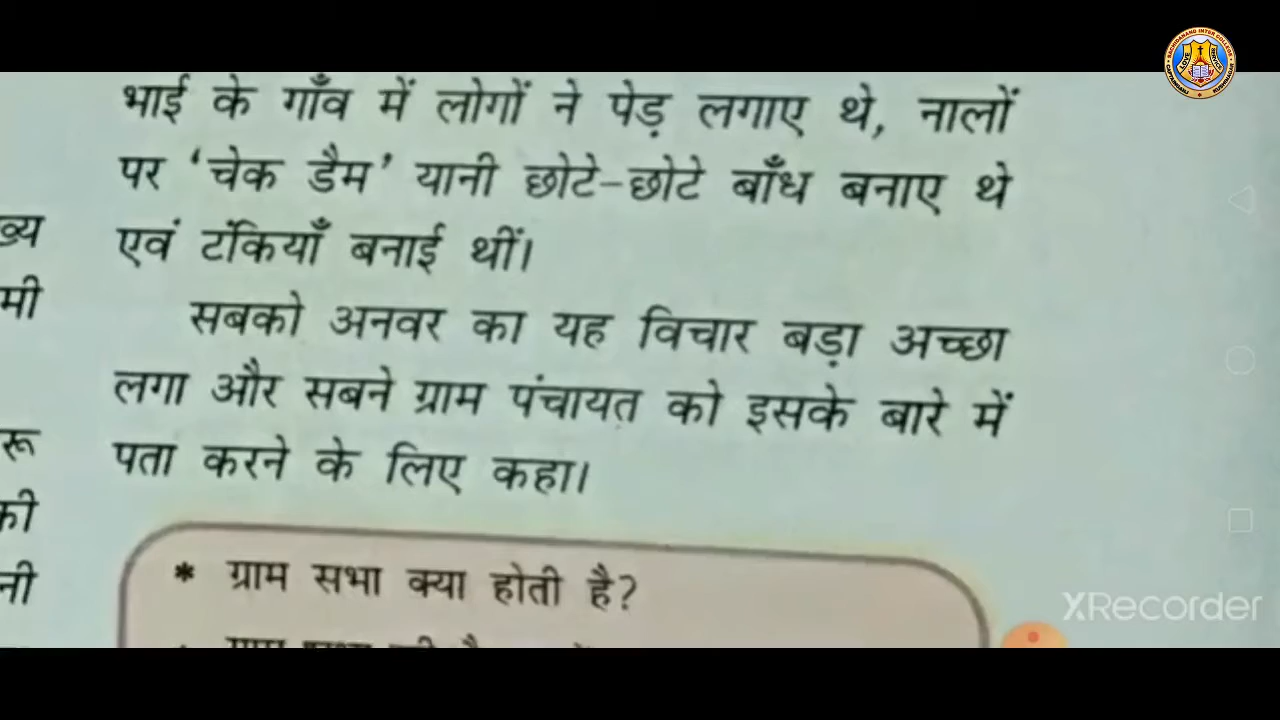 भाई के गाँव में लोगों ने पेड़ लगाए थे, नालों
पर ‘चेक डैम’ यानी छोटे-छोटे बाँध बनाए थे
एवं टंकियाँ बनाई थीं।
सबको अनवर का यह विचार बड़ा अच्छा
लगा और सबने ग्राम पंचायत को इसके बारे में
पता करने के लिए कहा।
* ग्राम सभा क्या होती है?
मी
रू
की
नी
XRecorder